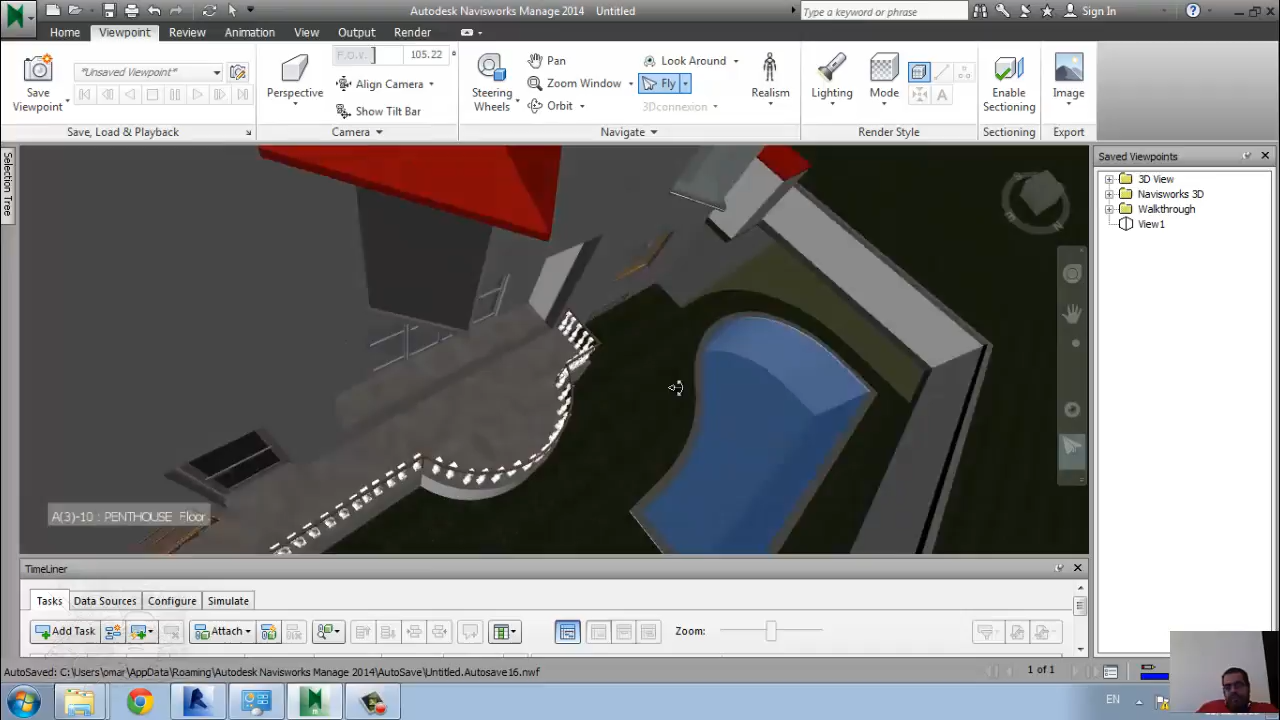 Autodesk Navisworks Manage 2014 Untitled
Type a keyword or phrase
Sign In
Home Viewpoint Review Animation View Output Render
Save Viewpoint
*Unsaved Viewpoint*
Save, Load & Playback
Perspective
F.O.V. 105.22
Align Camera
Show Tilt Bar
Camera
Steering Wheels
Pan
Zoom Window
Orbit
Look Around
Fly
3Dconnexion
Realism
Navigate
Lighting
Mode
Render Style
Enable Sectioning
Sectioning
Image
Export
Selection Tree
Saved Viewpoints
3D View
Navisworks 3D
Walkthrough
View1
A(3)-10 : PENTHOUSE Floor
TimeLiner
Tasks Data Sources Configure Simulate
Add Task
Attach
Zoom:
AutoSaved: C:\Users\omar\AppData\Roaming\Autodesk Navisworks Manage 2014\AutoSave\Untitled.Autosave16.nwf
1 of 1
EN